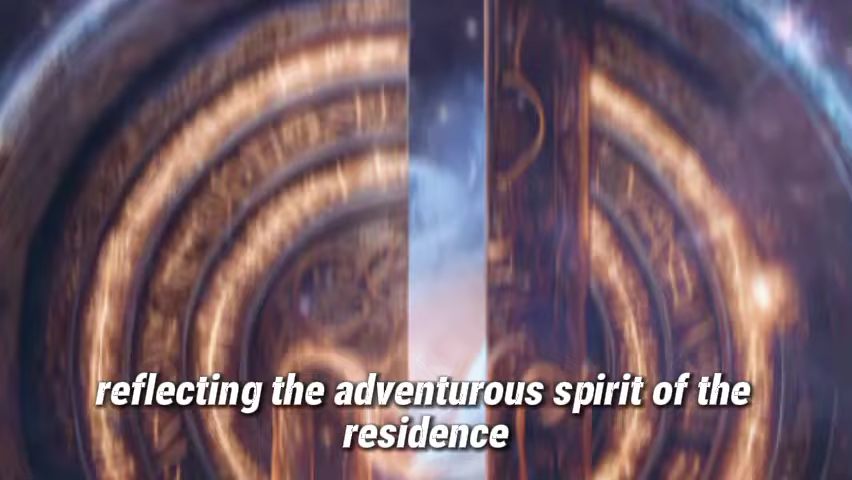 reflecting the adventurous spirit of the
residence